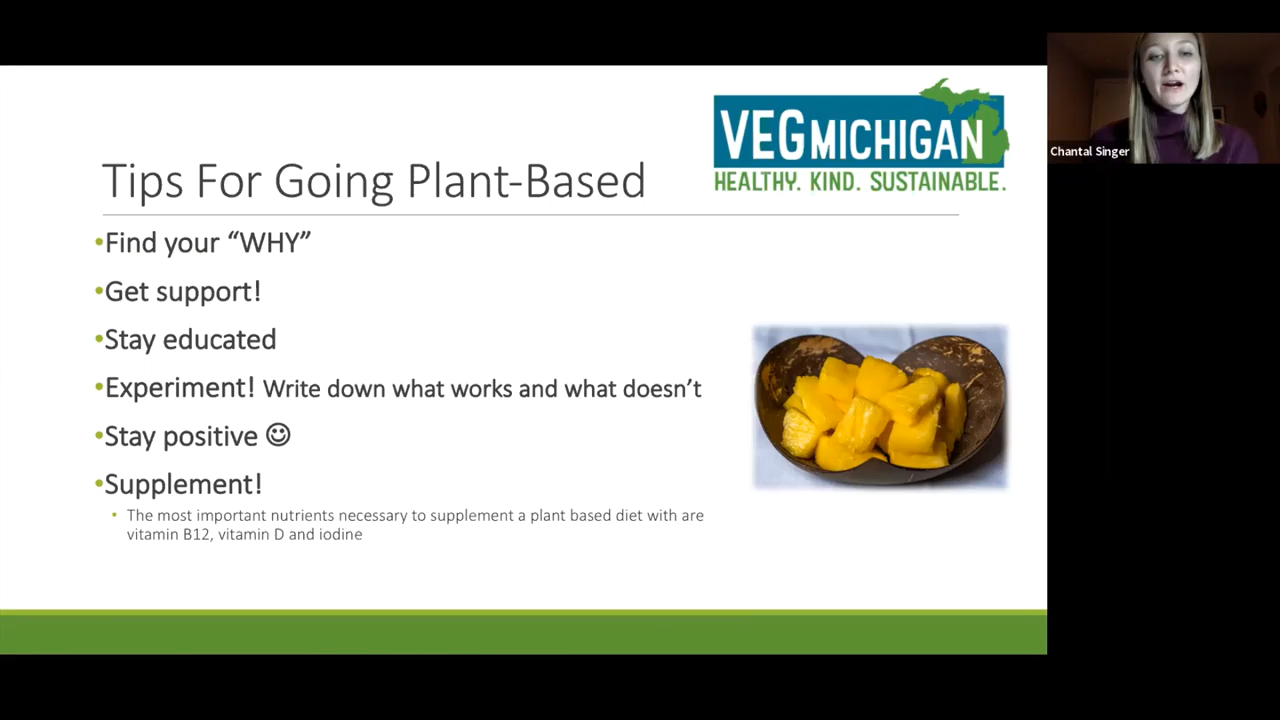 VEGMICHIGAN
HEALTHY. KIND. SUSTAINABLE.
Tips For Going Plant-Based
•Find your “WHY”
•Get support!
•Stay educated
•Experiment! Write down what works and what doesn’t
•Stay positive ☺
•Supplement!
• The most important nutrients necessary to supplement a plant based diet with are
vitamin B12, vitamin D and iodine
Chantal Singer